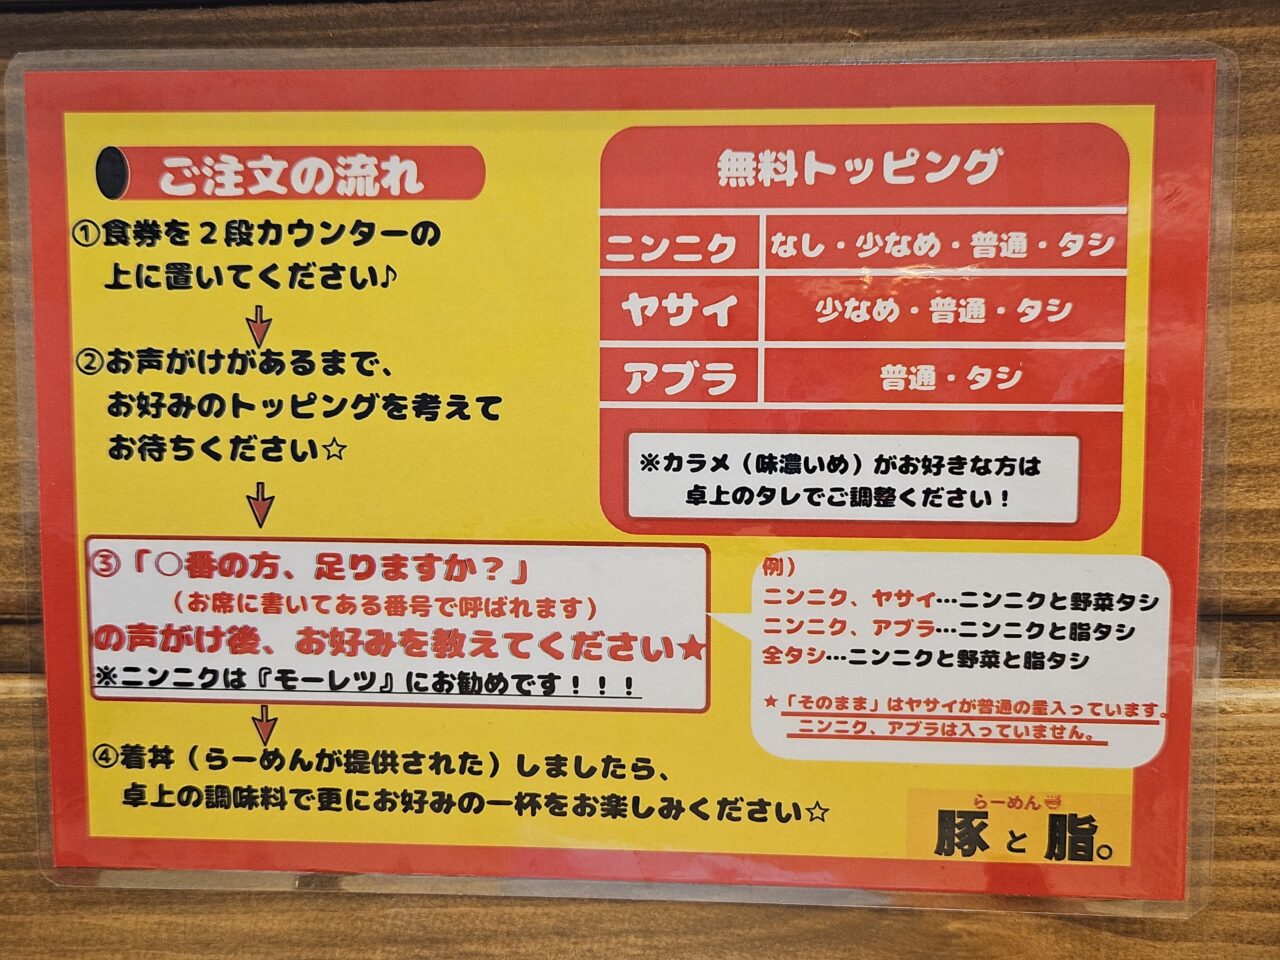 ご注文の流れ
①食券を２段カウンターの
上に置いてください♪
②お声がけがあるまで、
お好みのトッピングを考えて
お待ちください☆
③「○番の方、足りますか？」
（お席に書いてある番号で呼ばれます）
の声がけ後、お好みを教えてください★
※ニンニクは『モーレツ』にお勧めです！！！
④着丼（らーめんが提供された）しましたら、
卓上の調味料で更にお好みの一杯をお楽しみください☆
無料トッピング
ニンニク なし・少なめ・普通・タシ
ヤサイ 少なめ・普通・タシ
アブラ 普通・タシ
※カラメ（味濃いめ）がお好きな方は
卓上のタレでご調整ください！
例）
ニンニク、ヤサイ…ニンニクと野菜タシ
ニンニク、アブラ…ニンニクと脂タシ
全タシ…ニンニクと野菜と脂タシ
★「そのまま」はヤサイが普通の量入っています。
ニンニク、アブラは入っていません。
らーめん
豚と脂。